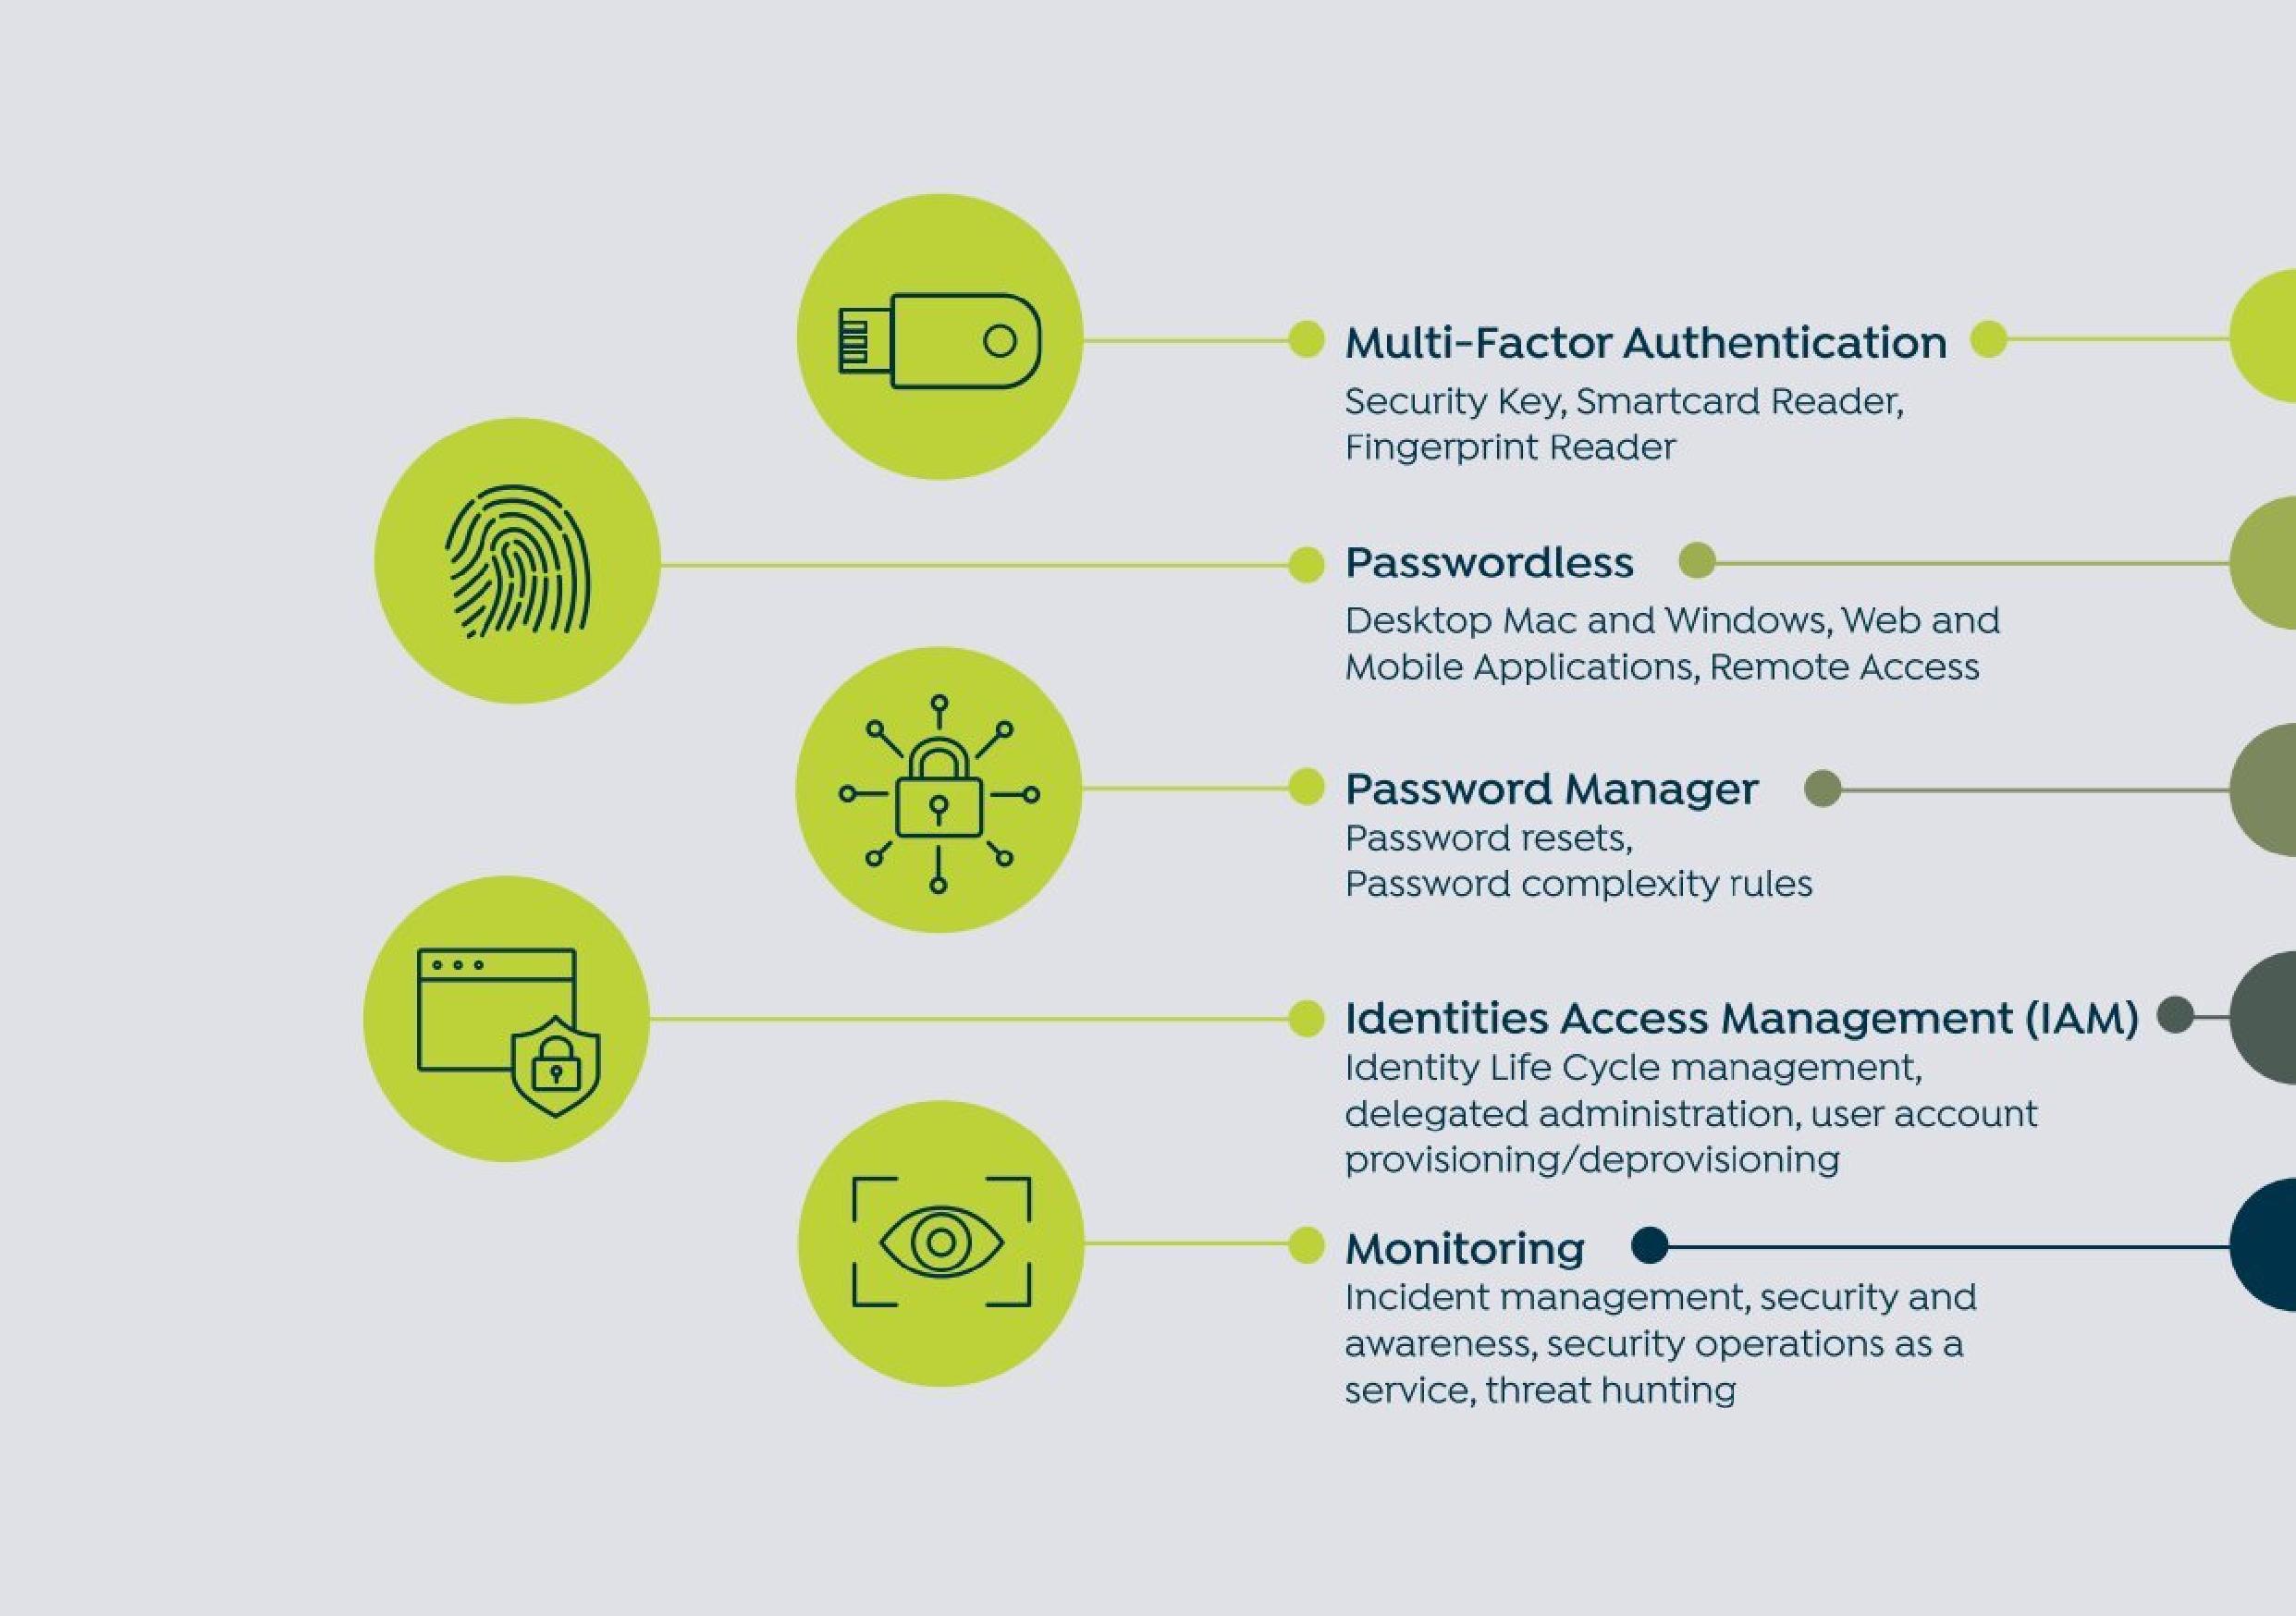 Multi-Factor Authentication
Security Key, Smartcard Reader,
Fingerprint Reader
Passwordless
Desktop Mac and Windows, Web and
Mobile Applications, Remote Access
Password Manager
Password resets,
Password complexity rules
Identities Access Management (IAM)
Identity Life Cycle management,
delegated administration, user account
provisioning/deprovisioning
Monitoring
Incident management, security and
awareness, security operations as a
service, threat hunting